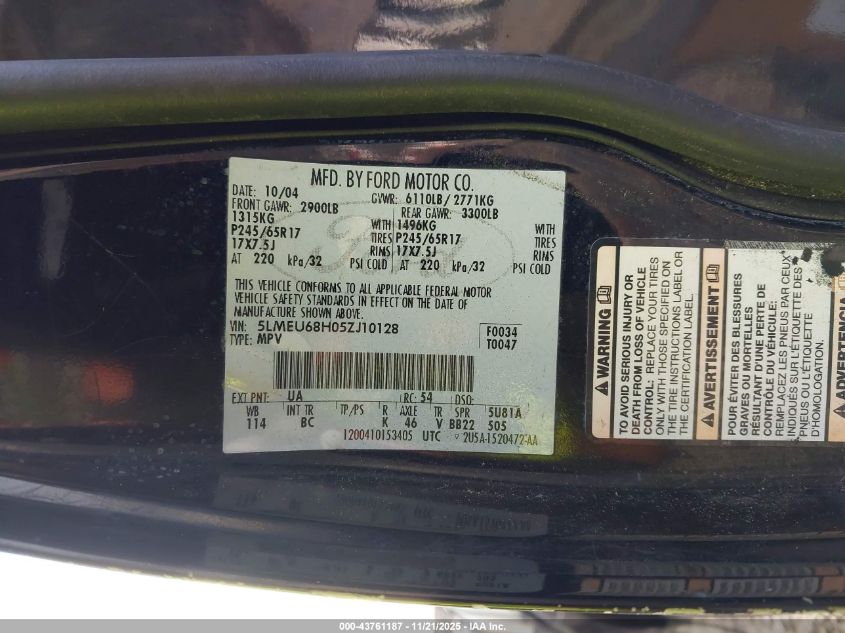 MFD. BY FORD MOTOR CO.
DATE: 10/04 GVWR: 6110LB/ 2771KG
FRONT GAWR: 2900LB REAR GAWR: 3300LB
1315KG WITH 1496KG WITH
P245/65R17 TIRES P245/65R17 TIRES
17X7.5J RIMS 17X7.5J RIMS
AT 220 kPa/32 PSI COLD AT 220 kPa/32 PSI COLD
THIS VEHICLE CONFORMS TO ALL APPLICABLE FEDERAL MOTOR
VEHICLE SAFETY STANDARDS IN EFFECT ON THE DATE OF
MANUFACTURE SHOWN ABOVE.
VIN: 5LMEU68H05ZJ10128 F0034
TYPE: MPV T0047
EXT PNT: UA RC: 54 DSO:
WB INT TR TP/PS R AXLE TR SPR 5U81A
114 BC K 46 V BB22 505
1200410153405 UTC 2U5A-1520472-AA
Ford
WARNING
TO AVOID SERIOUS INJURY OR
DEATH FROM LOSS OF VEHICLE
CONTROL: REPLACE YOUR TIRES
ONLY WITH THOSE SPECIFIED ON
THE TIRE INSTRUCTIONS LABEL OR
THE CERTIFICATION LABEL.
AVERTISSEMENT
POUR ÉVITER DES BLESSURES
GRAVES OU MORTELLES
RÉSULTANT D'UNE PERTE DE
CONTRÔLE DU VÉHICULE:
REMPLACEZ LES PNEUS PAR CEUX
INDIQUÉS SUR L'ÉTIQUETTE DES
PNEUS OU L'ÉTIQUETTE
D'HOMOLOGATION.
000-43761187 - 11/21/2025 - IAA Inc.